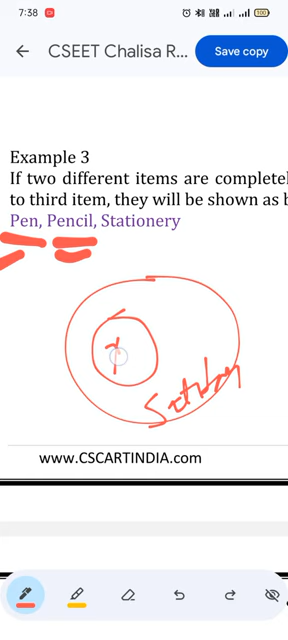 7:38
100
CSEET Chalisa R...
Save copy
Example 3
If two different items are complete
to third item, they will be shown as b
Pen, Pencil, Stationery
www.CSCARTINDIA.com